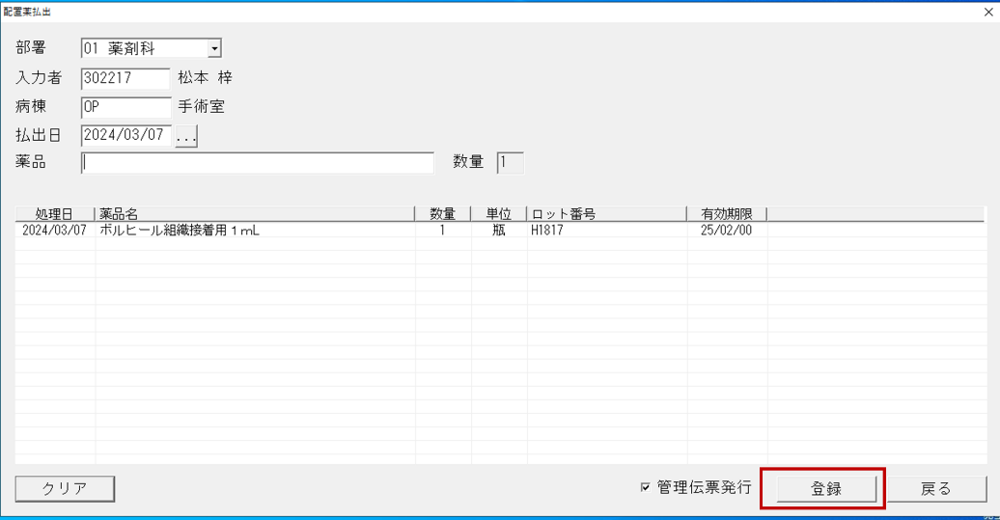 配置薬払出
部署 01 薬剤科
入力者 302217 松本 梓
病棟 OP 手術室
払出日 2024/03/07 ...
薬品 数量 1
処理日 薬品名 数量 単位 ロット番号 有効期限
2024/03/07 ボルヒール組織接着用１mL 1 瓶 H1817 25/02/00
クリア 管理伝票発行 登録 戻る